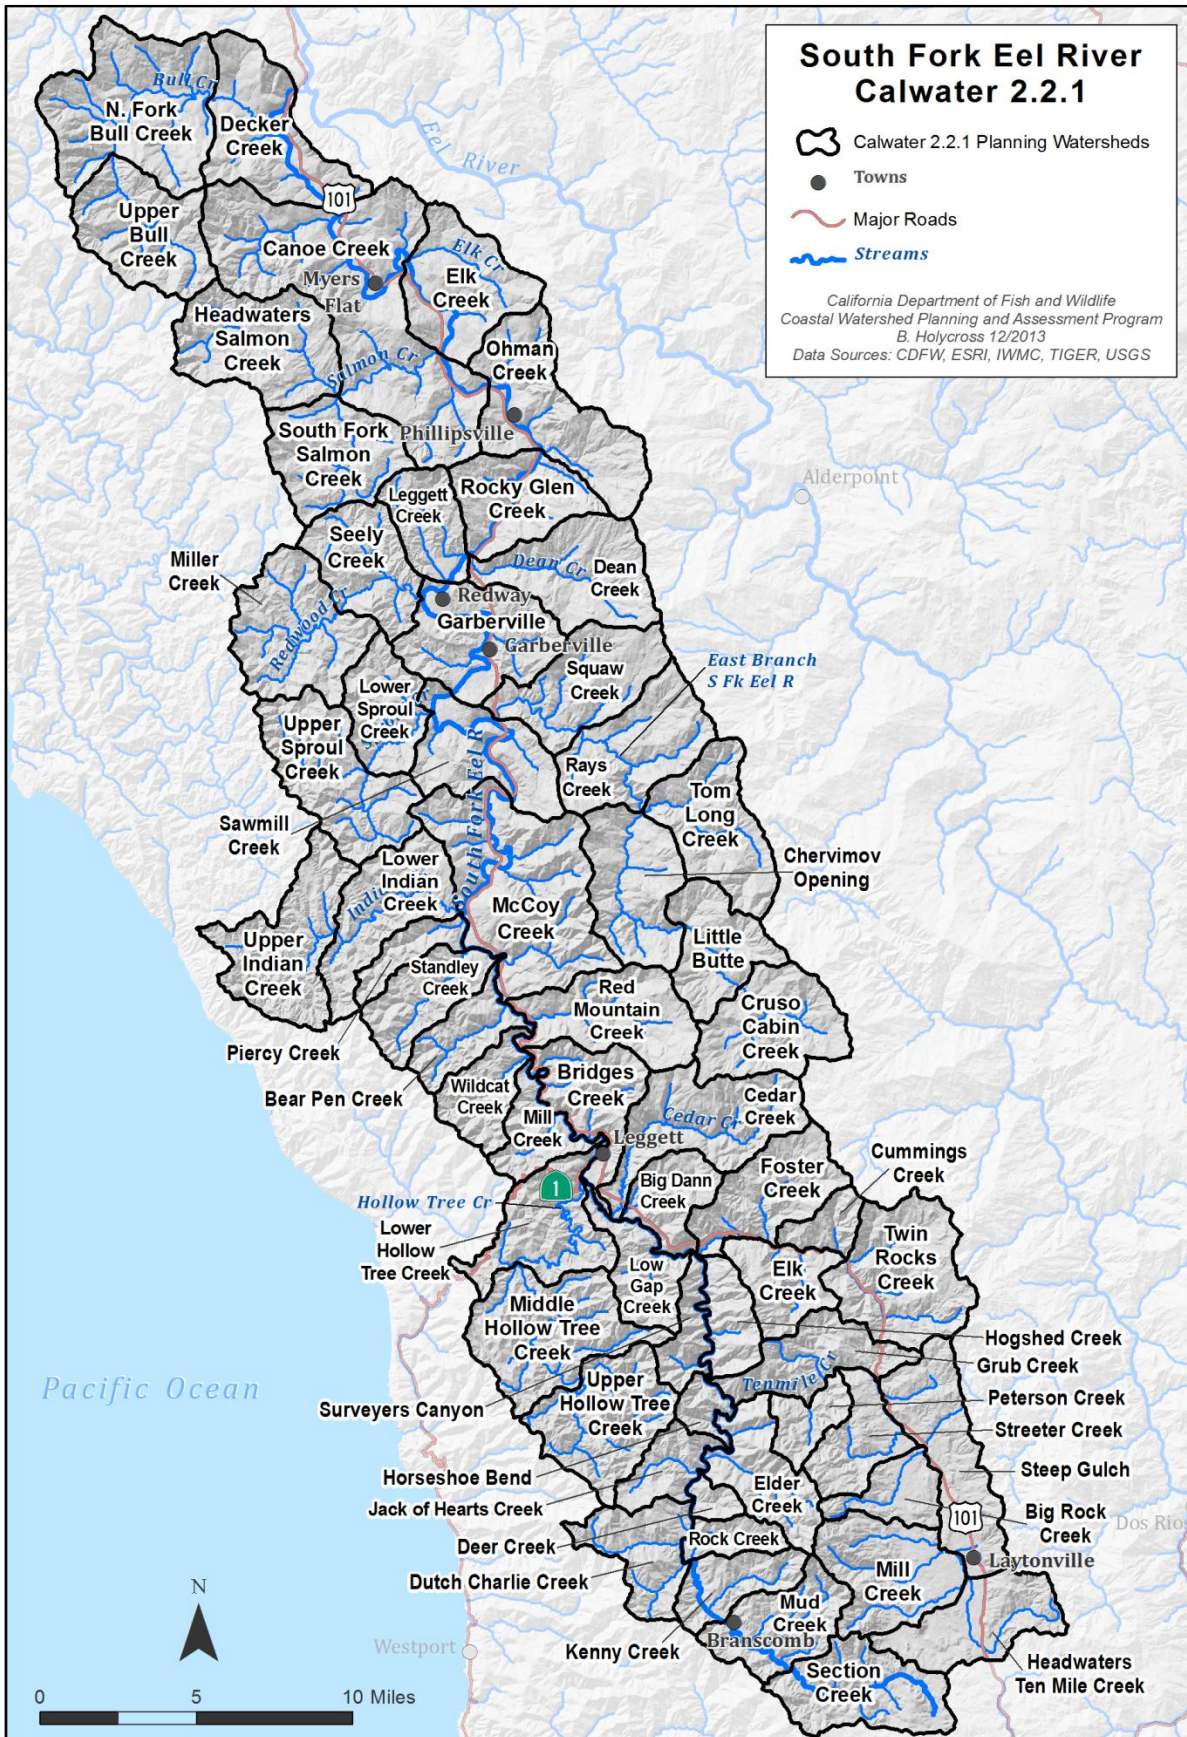 South Fork Eel River
Calwater 2.2.1
Calwater 2.2.1 Planning Watersheds
Towns
Major Roads
Streams
California Department of Fish and Wildlife
Coastal Watershed Planning and Assessment Program
B. Holycross 12/2013
Data Sources: CDFW, ESRI, IWMC, TIGER, USGS
Bull Cr
N. Fork
Bull Creek
Decker
Creek
Eel River
101
Upper
Bull
Creek
Canoe Creek
Elk Cr
Elk
Creek
Myers
Flat
Headwaters
Salmon
Creek
Ohman
Creek
Salmon Cr
Phillipsville
South Fork
Salmon
Creek
Alderpoint
Leggett
Creek
Rocky Glen
Creek
Seely
Creek
Miller
Creek
Dean Cr
Dean
Creek
Redway
Redwood Cr
Garberville
Garberville
Squaw
Creek
East Branch
S Fk Eel R
Lower
Sproul
Creek
Cr
Upper
Sproul
Creek
Rays
Creek
Tom
Long
Creek
South Fork Eel R
Sawmill
Creek
Chervimov
Opening
Lower
Indian
Creek
India
McCoy
Creek
Little
Butte
Upper
Indian
Creek
Standley
Creek
Red
Mountain
Creek
Cruso
Cabin
Creek
Piercy Creek
Bear Pen Creek
Wildcat
Creek
Bridges
Creek
Mill
Creek
Cedar
Creek
Cedar Cr
Leggett
Cummings
Creek
Foster
Creek
Big Dann
Creek
1
Hollow Tree Cr
Lower
Hollow
Tree Creek
Twin
Rocks
Creek
Low
Gap
Creek
Elk
Creek
Middle
Hollow Tree
Creek
Hogshed Creek
Grub Creek
Tenmile Cr
Pacific Ocean
Upper
Hollow Tree
Creek
Peterson Creek
Surveyers Canyon
Streeter Creek
Horseshoe Bend
Steep Gulch
Elder
Creek
Jack of Hearts Creek
101
Big Rock
Creek
Dos Rios
Deer Creek
Rock Creek
Laytonville
Dutch Charlie Creek
Mill
Creek
N
Mud
Creek
Westport
Kenny Creek
Branscomb
Section
Creek
Headwaters
Ten Mile Creek
0 5 10 Miles